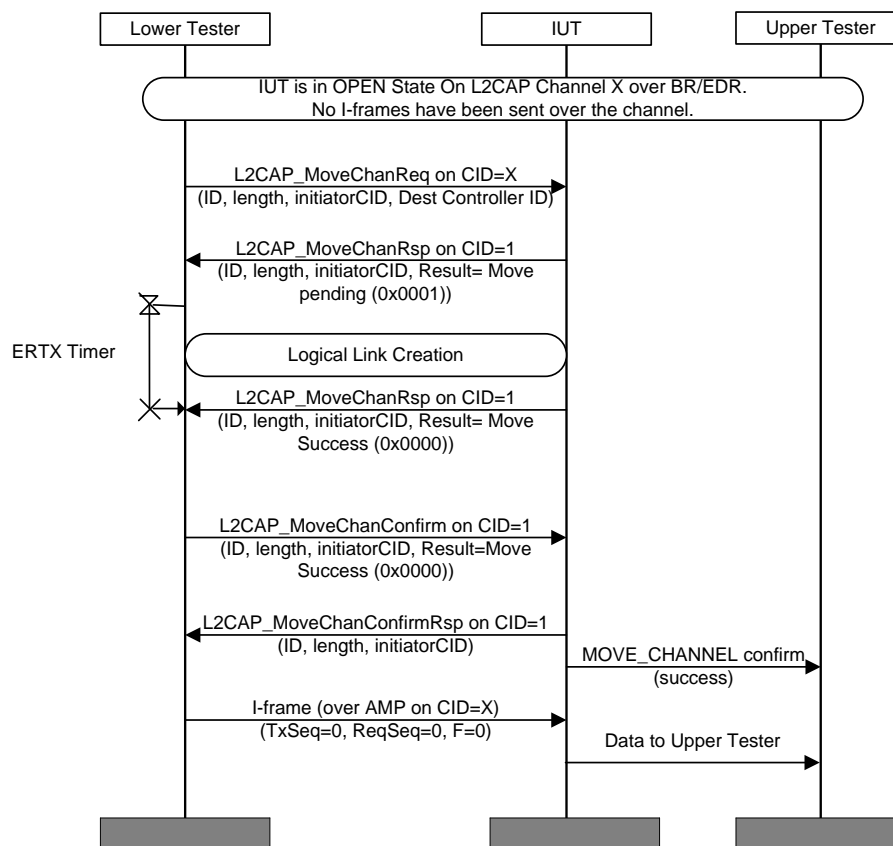 Lower Tester
IUT
Upper Tester
IUT is in OPEN State On L2CAP Channel X over BR/EDR.
No I-frames have been sent over the channel.
L2CAP_MoveChanReq on CID=X
(ID, length, initiatorCID, Dest Controller ID)
L2CAP_MoveChanRsp on CID=1
(ID, length, initiatorCID, Result= Move
pending (0x0001))
ERTX Timer
Logical Link Creation
L2CAP_MoveChanRsp on CID=1
(ID, length, initiatorCID, Result= Move
Success (0x0000))
L2CAP_MoveChanConfirm on CID=1
(ID, length, initiatorCID, Result=Move
Success (0x0000))
L2CAP_MoveChanConfirmRsp on CID=1
(ID, length, initiatorCID)
MOVE_CHANNEL confirm
(success)
I-frame (over AMP on CID=X)
(TxSeq=0, ReqSeq=0, F=0)
Data to Upper Tester